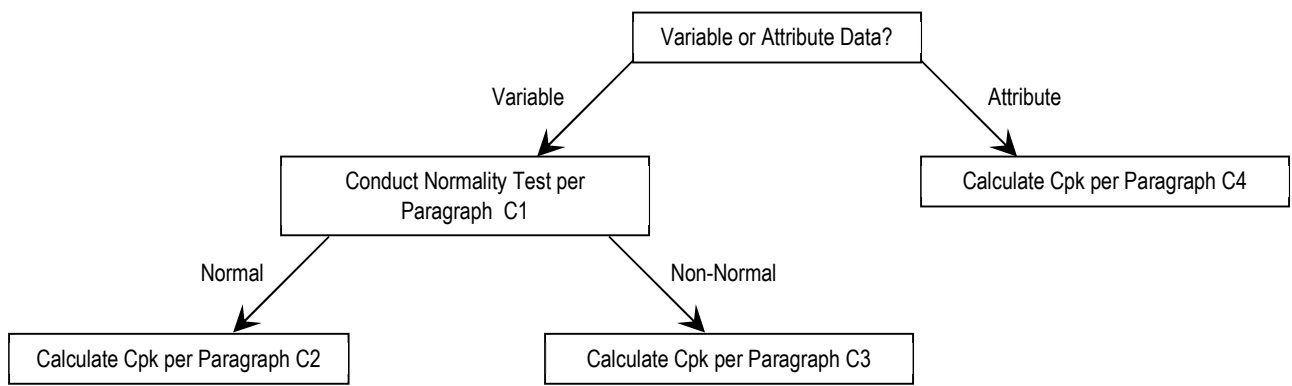 Variable or Attribute Data?
Variable
Attribute
Conduct Normality Test per
Paragraph C1
Calculate Cpk per Paragraph C4
Normal
Non-Normal
Calculate Cpk per Paragraph C2
Calculate Cpk per Paragraph C3